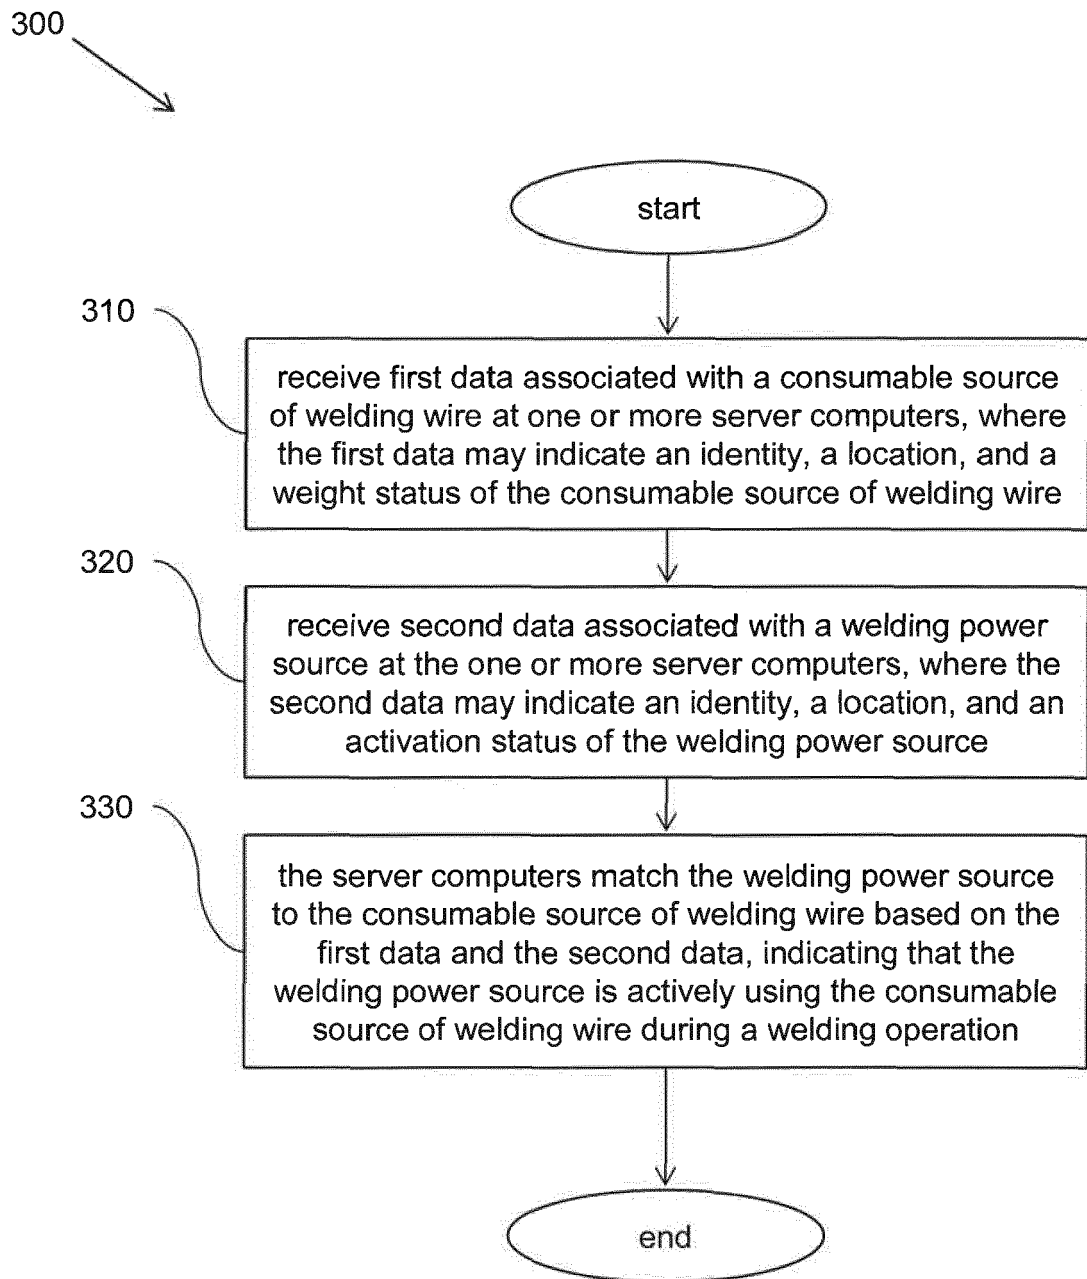 300
start
310
receive first data associated with a consumable source
of welding wire at one or more server computers, where
the first data may indicate an identity, a location, and a
weight status of the consumable source of welding wire
320
receive second data associated with a welding power
source at the one or more server computers, where the
second data may indicate an identity, a location, and an
activation status of the welding power source
330
the server computers match the welding power source
to the consumable source of welding wire based on the
first data and the second data, indicating that the
welding power source is actively using the consumable
source of welding wire during a welding operation
end